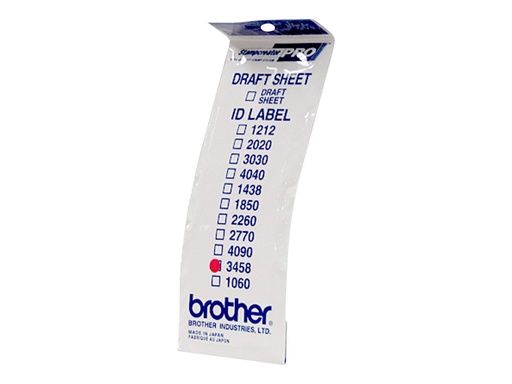 Stampcreator PRO
DRAFT SHEET
DRAFT
SHEET
ID LABEL
1212
2020
3030
4040
1438
1850
2260
2770
4090
3458
1060
brother®
BROTHER INDUSTRIES, LTD.
MADE IN JAPAN
FABRIQUÉ AU JAPON